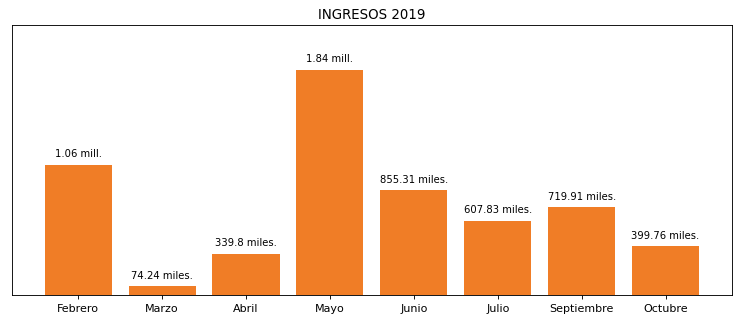 INGRESOS 2019
1.84 mill.
1.06 mill.
855.31 miles.
719.91 miles.
607.83 miles.
399.76 miles.
339.8 miles.
74.24 miles.
Febrero Marzo Abril Mayo Junio Julio Septiembre Octubre